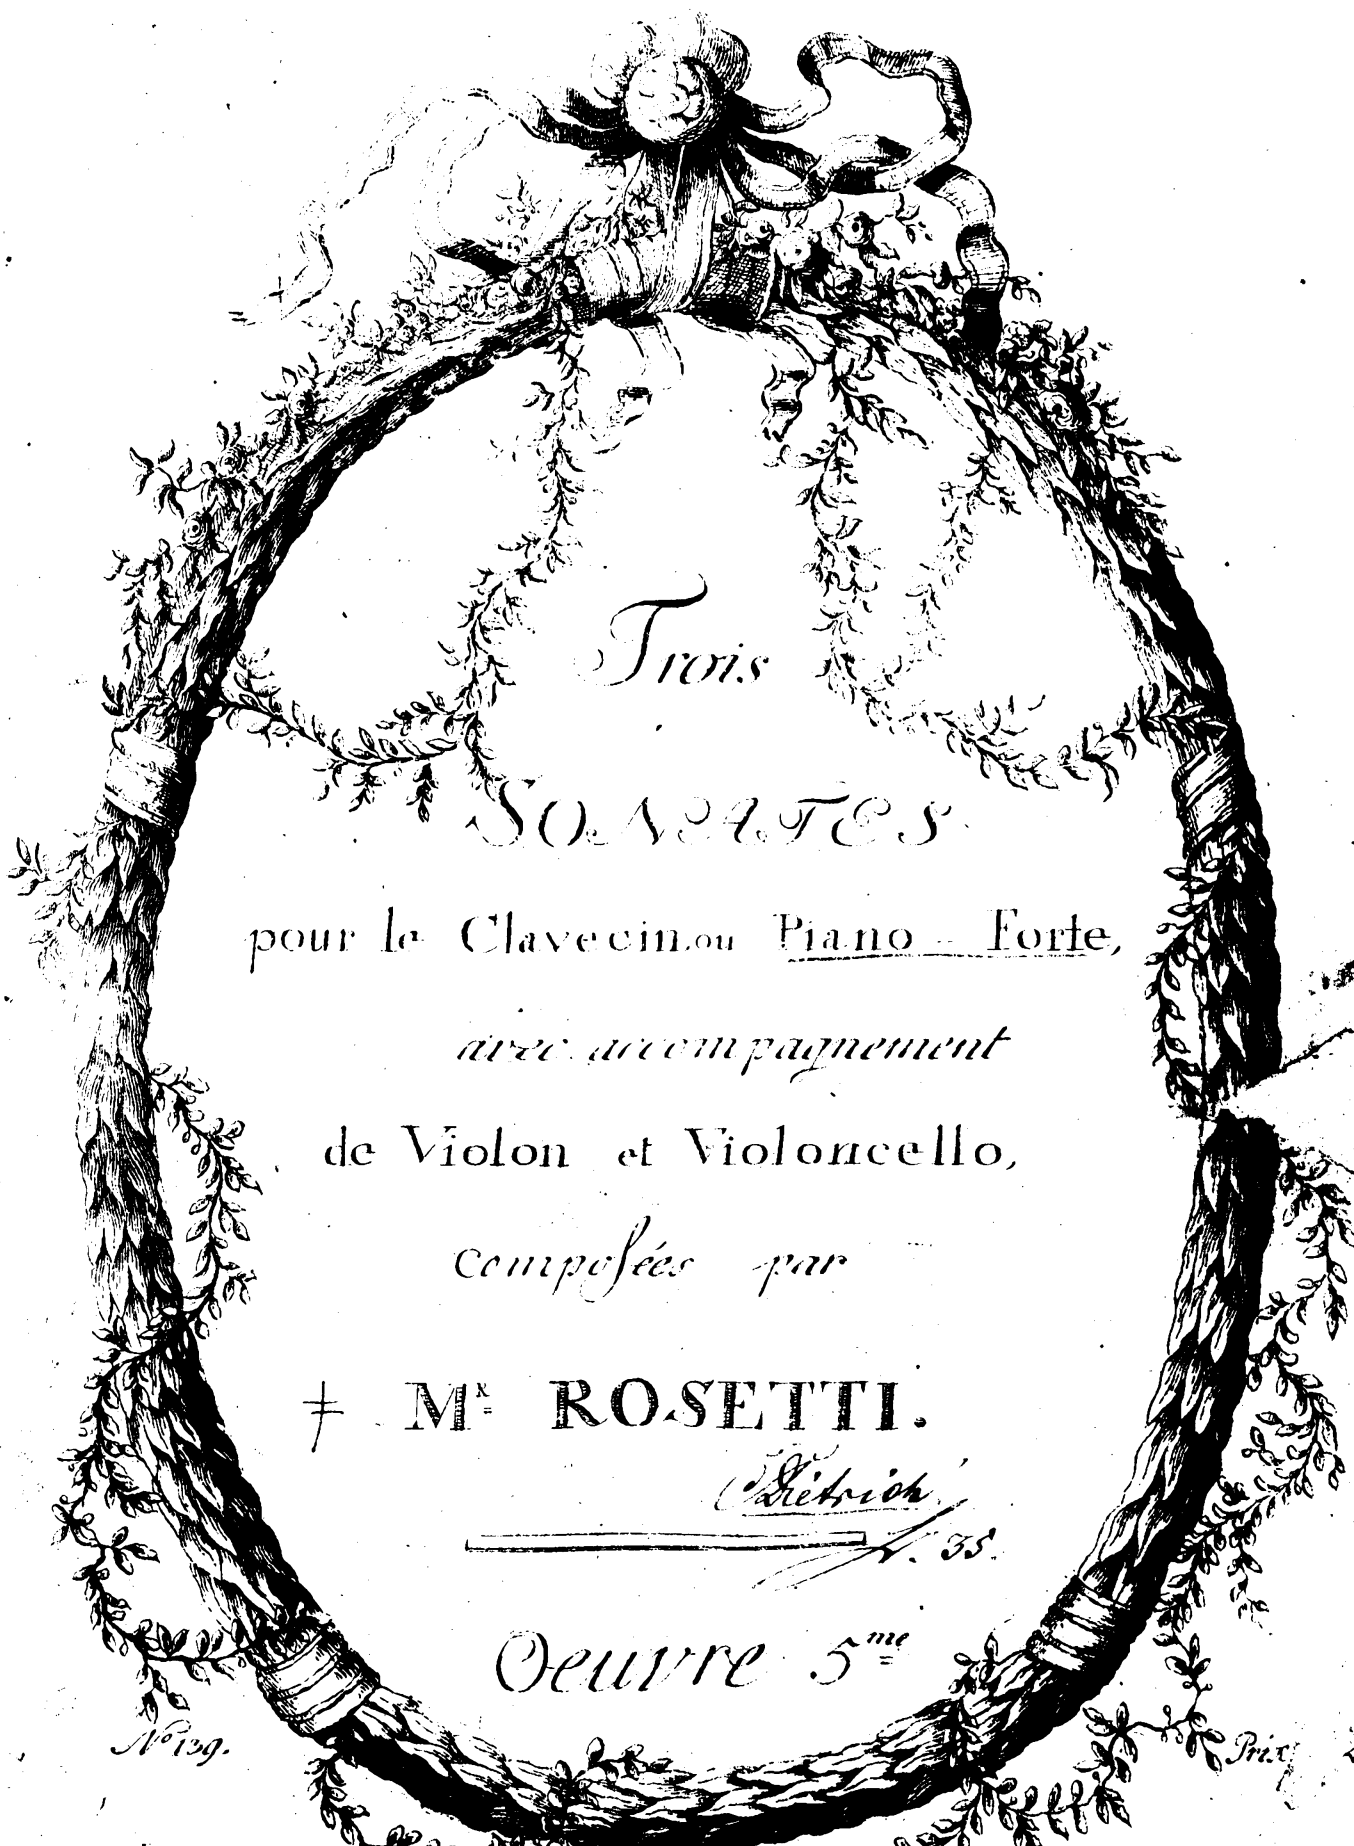 Trois
SONATES
pour le Clavecin ou Piano-Forte,
avec accompagnement
de Violon et Violoncello,
composées par
Mr. ROSETTI.
Dietrich
35.
Oeuvre 5me
No 139.
Prix